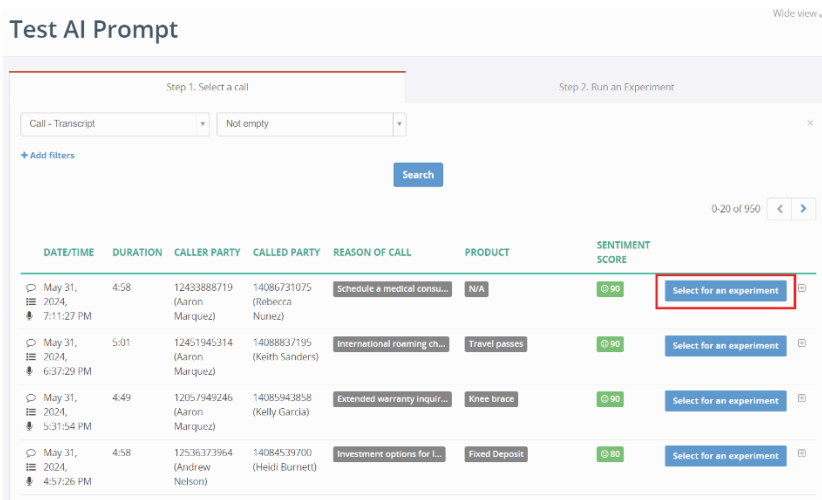 Wide view
Test AI Prompt
Step 1. Select a call
Step 2. Run an Experiment
Call - Transcript
Not empty
+ Add filters
Search
0-20 of 950
DATE/TIME DURATION CALLER PARTY CALLED PARTY REASON OF CALL PRODUCT SENTIMENT SCORE
May 31, 2024, 7:11:27 PM 4:58 12433888719 (Aaron Marquez) 14086731075 (Rebecca Nunez) Schedule a medical consu... N/A 90 Select for an experiment
May 31, 2024, 6:37:29 PM 5:01 12451945314 (Aaron Marquez) 14088837195 (Keith Sanders) International roaming ch... Travel passes 90 Select for an experiment
May 31, 2024, 5:31:54 PM 4:49 12057949246 (Aaron Marquez) 14085943858 (Kelly Garcia) Extended warranty inquir... Knee brace 90 Select for an experiment
May 31, 2024, 4:57:26 PM 4:58 12536373964 (Andrew Nelson) 14084539700 (Heidi Burnett) Investment options for l... Fixed Deposit 80 Select for an experiment